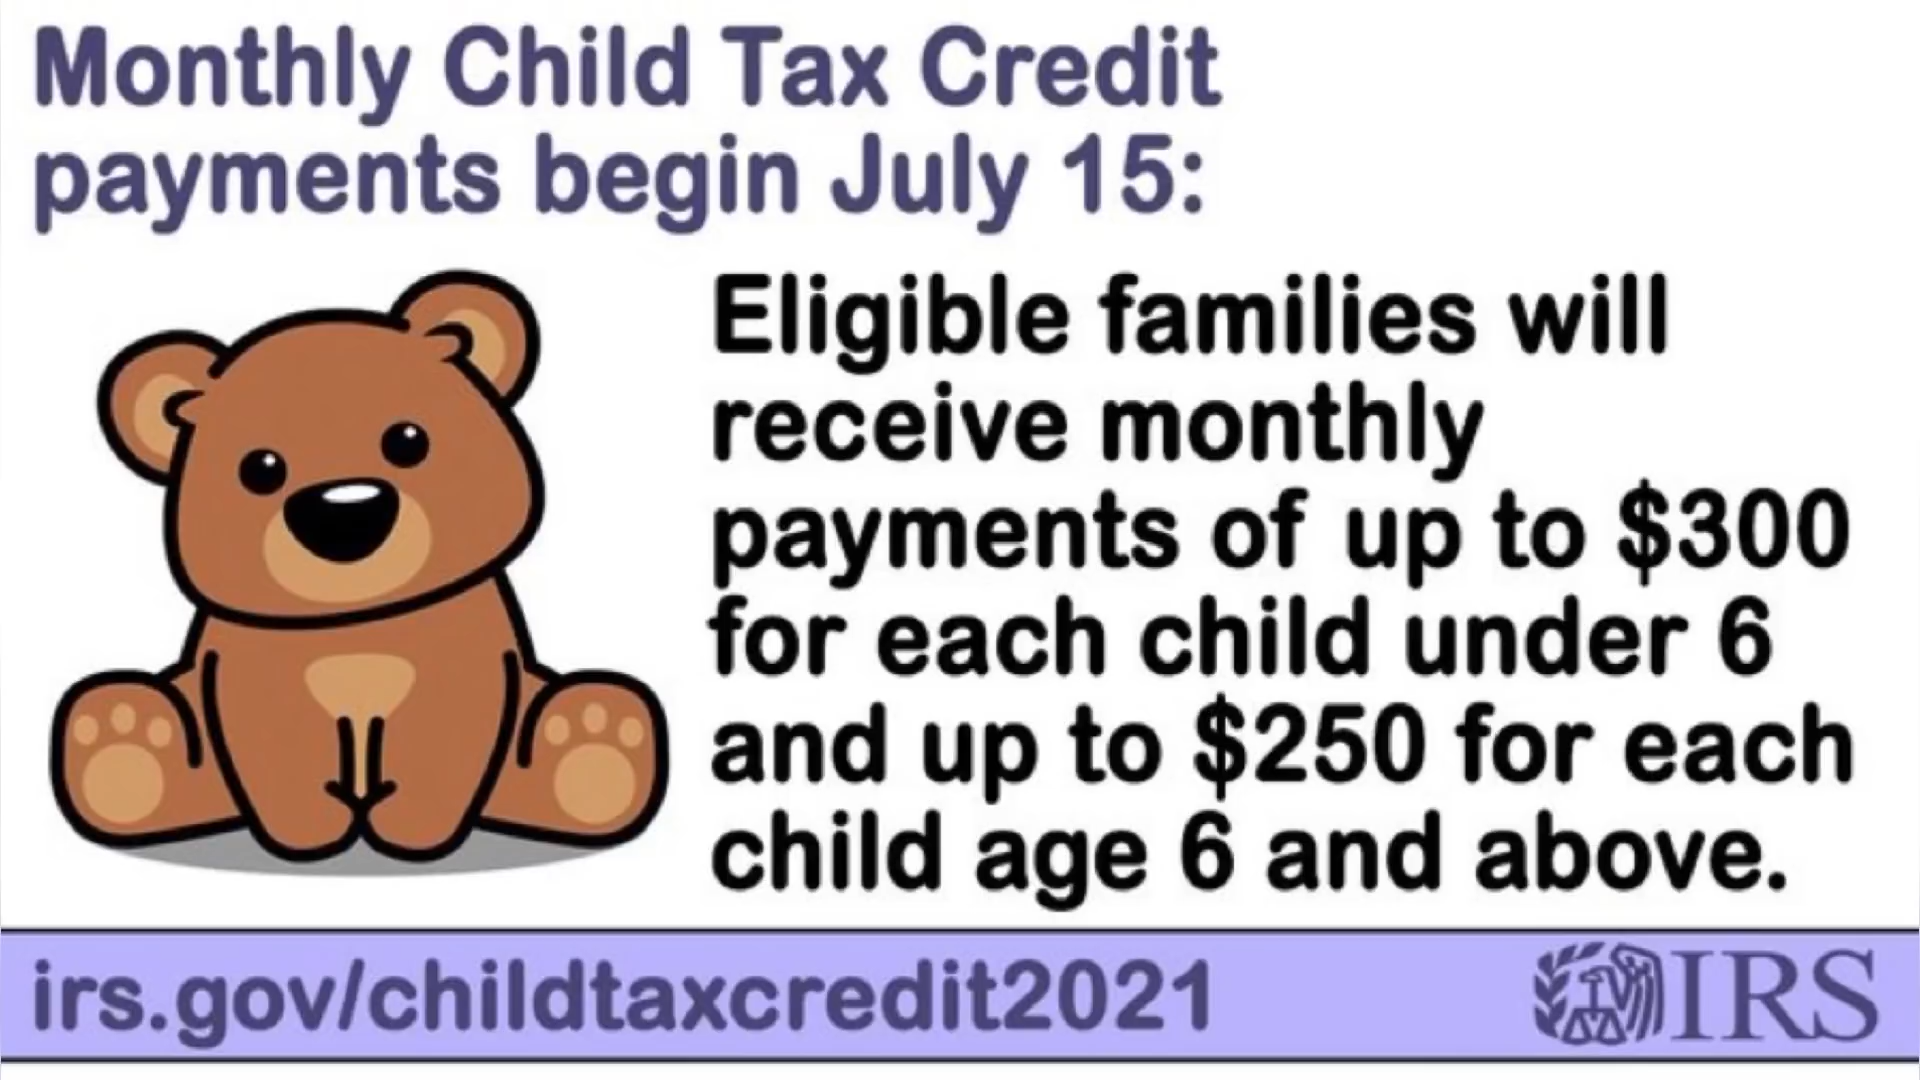 Monthly Child Tax Credit
payments begin July 15:
Eligible families will
receive monthly
payments of up to $300
for each child under 6
and up to $250 for each
child age 6 and above.
irs.gov/childtaxcredit2021
IRS